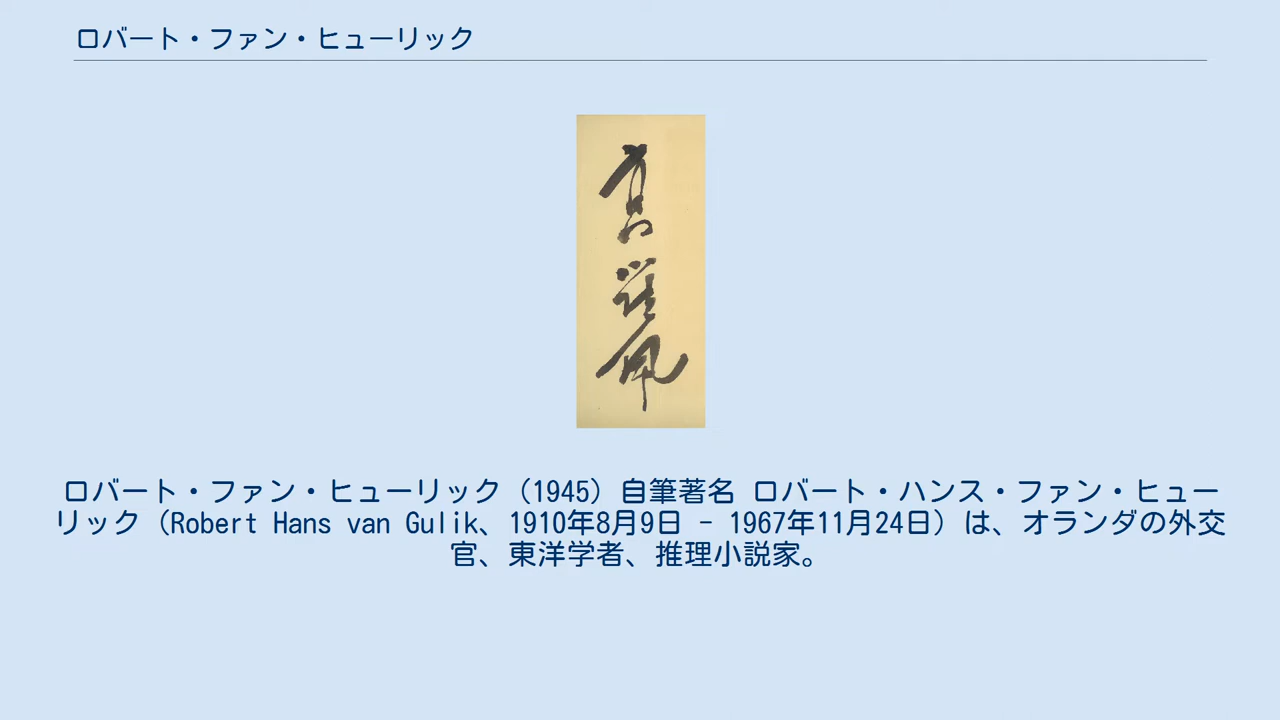 ロバート・ファン・ヒューリック
高羅佩
ロバート・ファン・ヒューリック（1945）自筆著名 ロバート・ハンス・ファン・ヒュー
リック（Robert Hans van Gulik、1910年8月9日 - 1967年11月24日）は、オランダの外交
官、東洋学者、推理小説家。